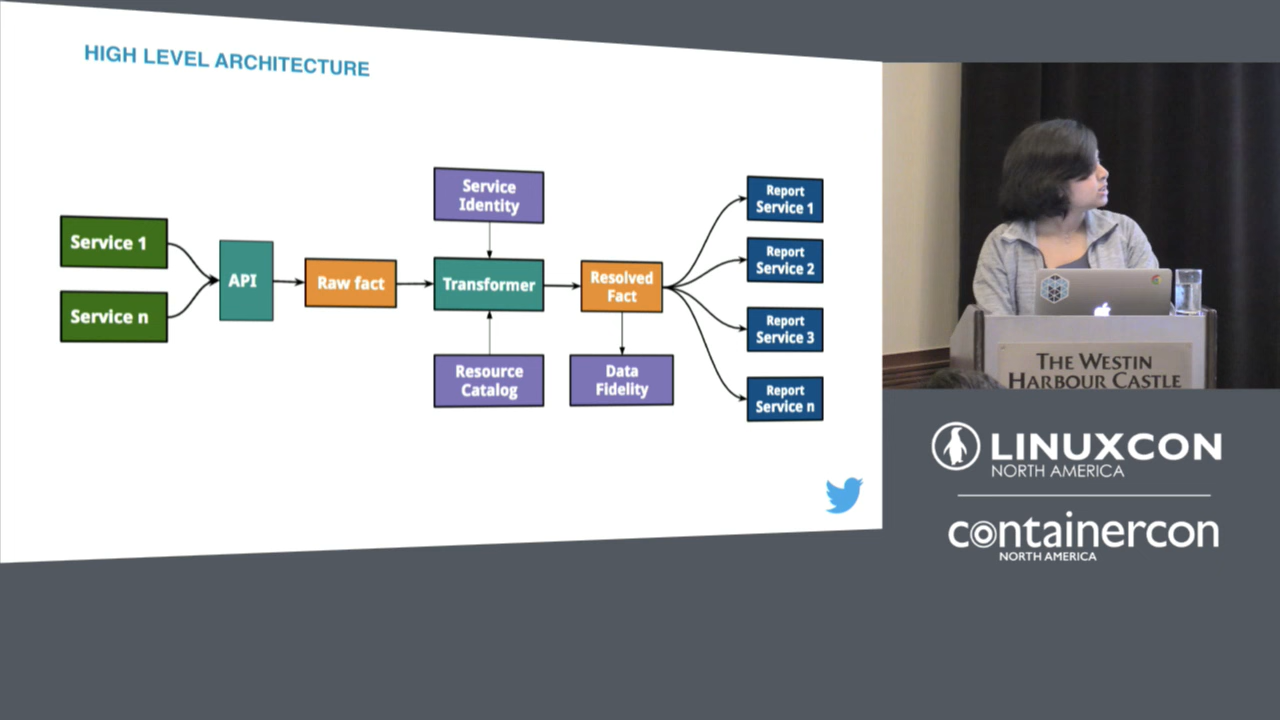 HIGH LEVEL ARCHITECTURE
Service 1
Service n
API
Raw fact
Service
Identity
Transformer
Resource
Catalog
Resolved
Fact
Data
Fidelity
Report
Service 1
Report
Service 2
Report
Service 3
Report
Service n
THE WESTIN
HARBOUR CASTLE
LINUXCON
NORTH AMERICA
containercon
NORTH AMERICA